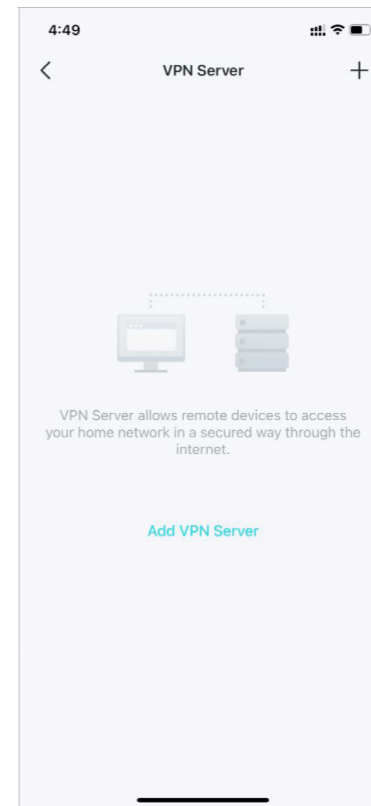 4:49
VPN Server
VPN Server allows remote devices to access
your home network in a secured way through the
internet.
Add VPN Server